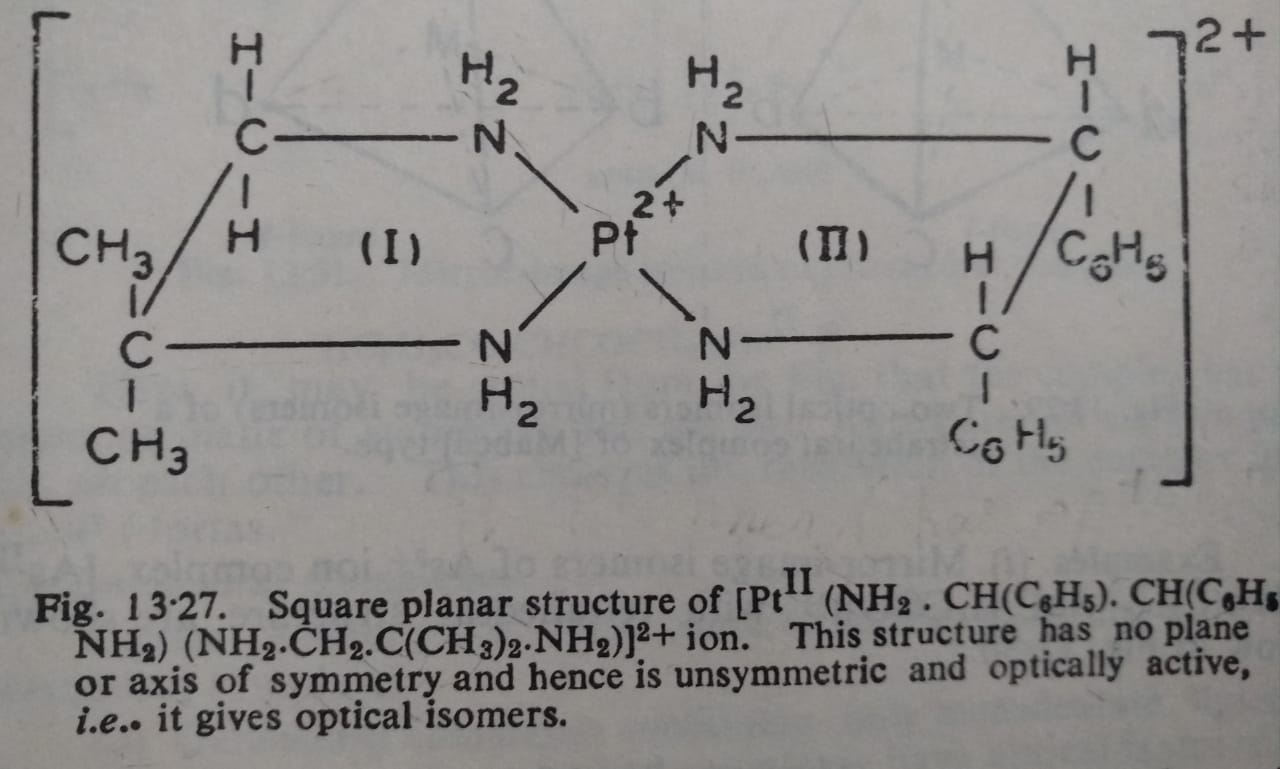 H H₂ H₂ H 2+
C N N C
H 2+
CH₃ H (I) Pt (II) H C₆H₅
C N N C
H₂ H₂
CH₃ C₆H₅
Fig. 13·27. Square planar structure of [Ptᴵᴵ (NH₂ . CH(C₆H₅). CH(C₆H₅
NH₂) (NH₂.CH₂.C(CH₃)₂.NH₂)]²⁺ ion. This structure has no plane
or axis of symmetry and hence is unsymmetric and optically active,
i.e.. it gives optical isomers.